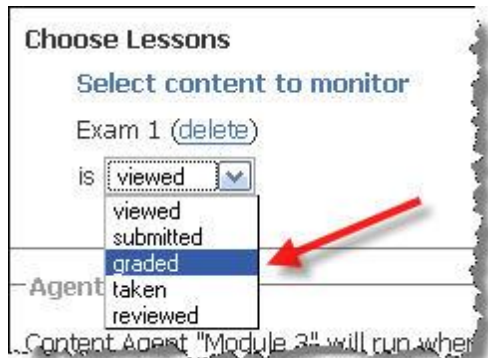 Choose Lessons
Select content to monitor
Exam 1 (delete)
is viewed
viewed
submitted
graded
taken
reviewed
Agent
Content Agent "Module 3" will run when